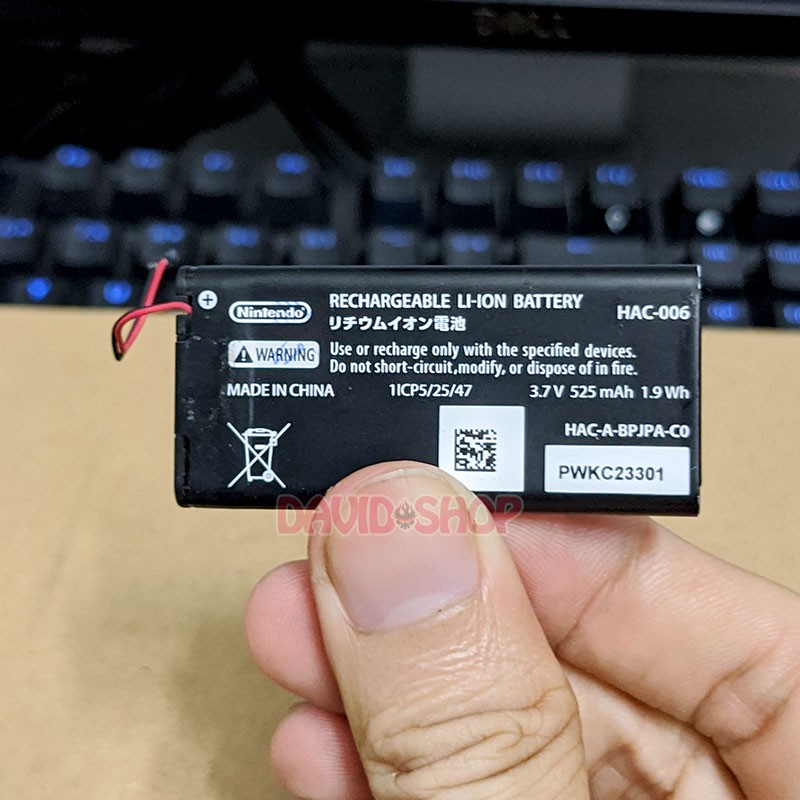 DELL
+
Nintendo
RECHARGEABLE LI-ION BATTERY
リチウムイオン電池
HAC-006
WARNING
Use or recharge only with the specified devices.
Do not short-circuit,modify, or dispose of in fire.
MADE IN CHINA 1ICP5/25/47 3.7 V 525 mAh 1.9 Wh
HAC-A-BPJPA-C0
PWKC23301
DAVID SHOP